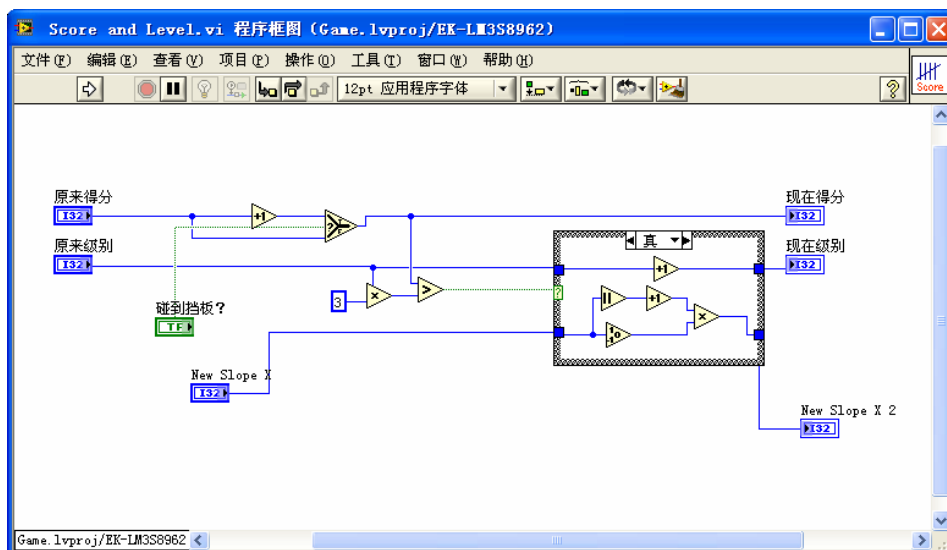 Score and Level.vi 程序框图 (Game.lvproj/EK-LM3S8962)
文件(F) 编辑(E) 查看(V) 项目(P) 操作(O) 工具(T) 窗口(W) 帮助(H)
12pt 应用程序字体
?
Score
原来得分
I32
+1
?
T
F
现在得分
I32
原来级别
I32
真
现在级别
I32
+1
3
×
>
?
碰到挡板?
TF
||
+1
×
1
0
-1
New Slope X
I32
New Slope X 2
I32
Game.lvproj/EK-LM3S8962